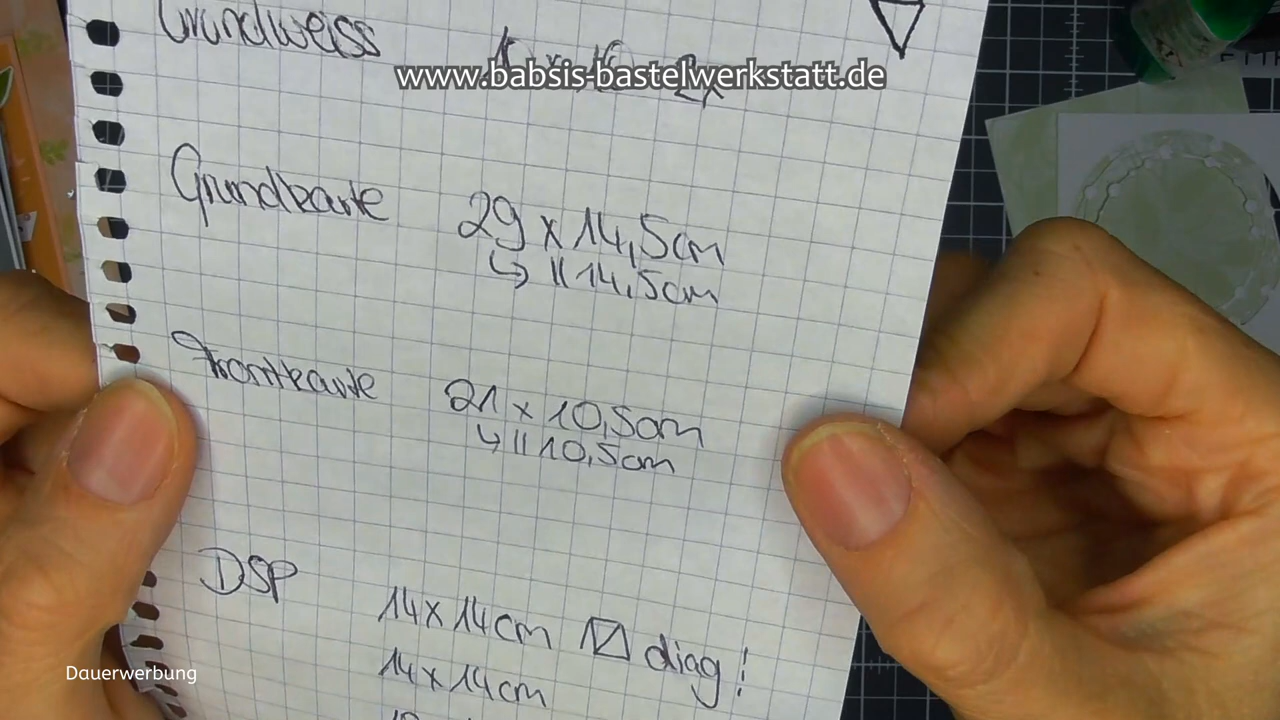 Grundweiss
www.babsis-bastelwerkstatt.de
Grundkarte 29 x 14,5cm
↳ || 14,5cm
Frontkarte 21 x 10,5cm
↳ || 10,5cm
DSP
14 x 14cm diag!
14 x 14cm
Dauerwerbung